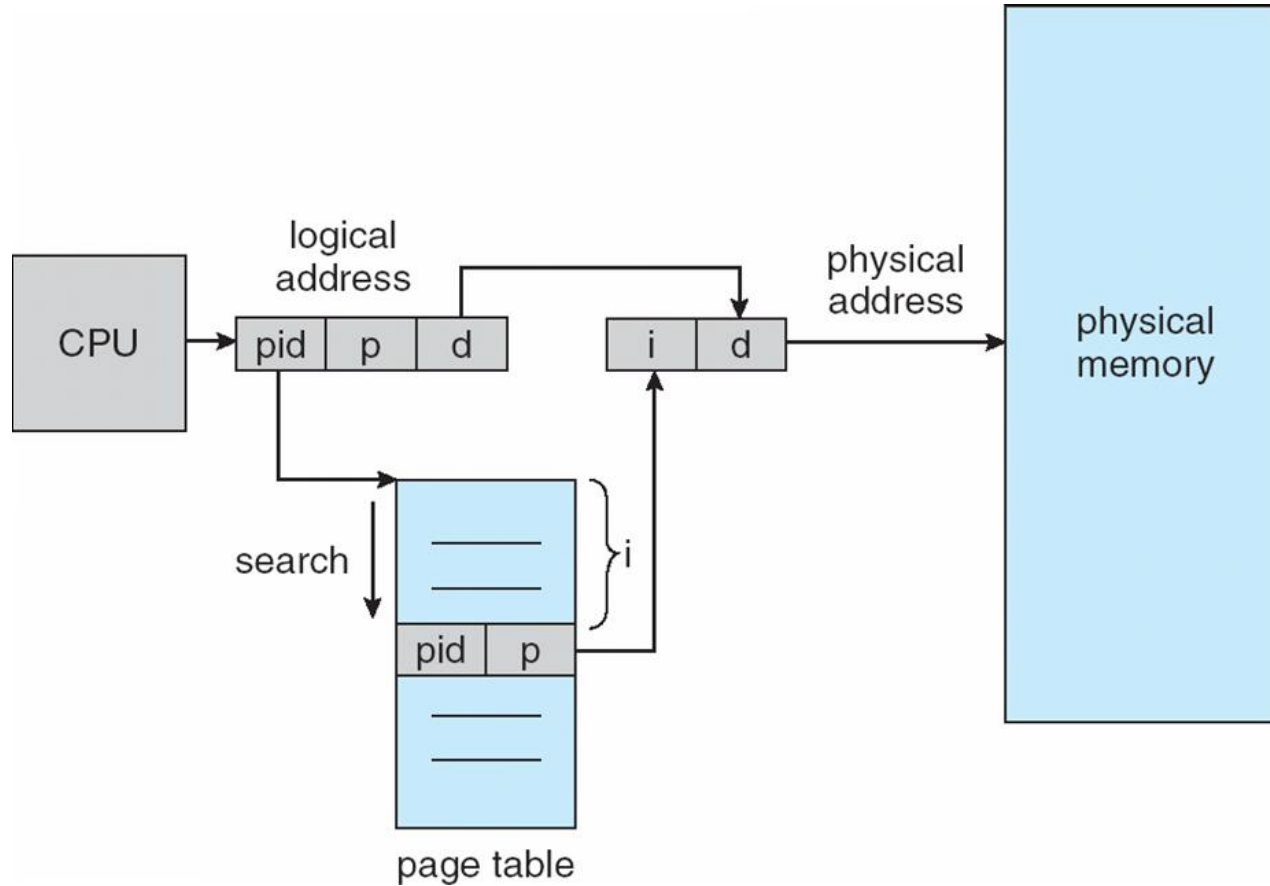 logical
address
physical
address
CPU
pid p d
i d
physical
memory
search
i
pid p
page table